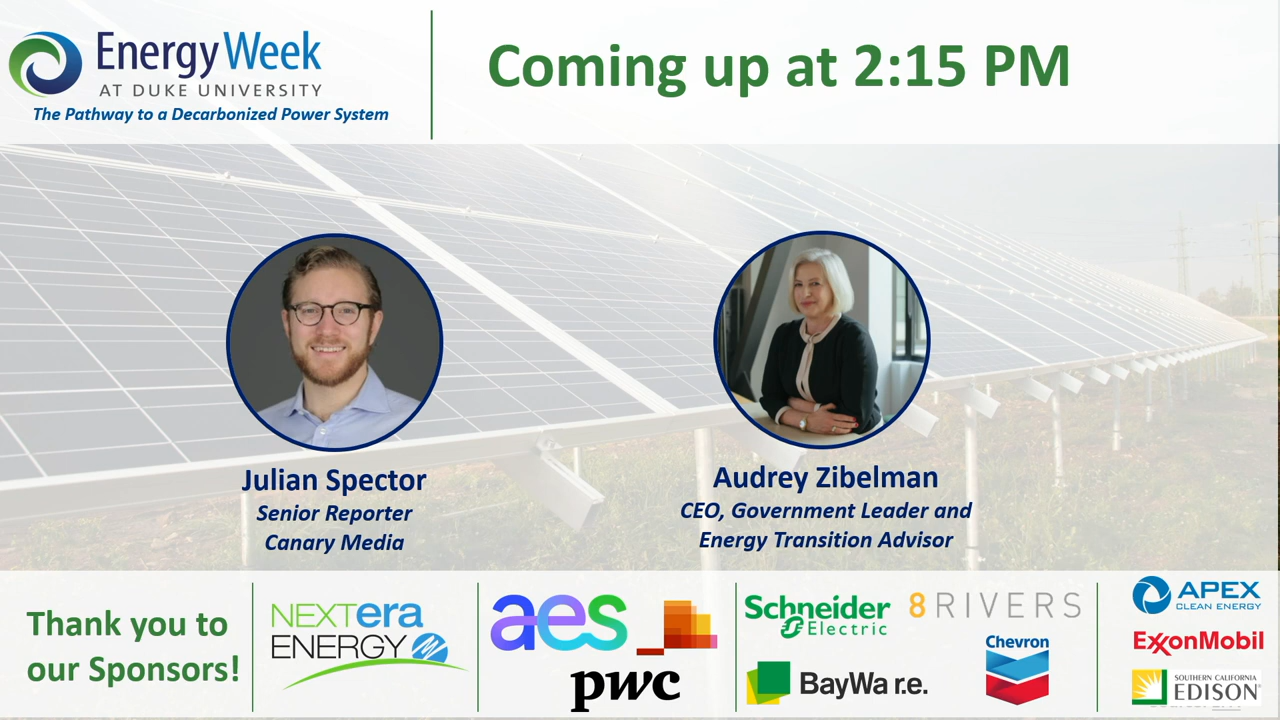 EnergyWeek
AT DUKE UNIVERSITY
The Pathway to a Decarbonized Power System
Coming up at 2:15 PM
Julian Spector
Senior Reporter
Canary Media
Audrey Zibelman
CEO, Government Leader and
Energy Transition Advisor
Thank you to
our Sponsors!
NEXTera
ENERGY
aes
pwc
Schneider
Electric
8 RIVERS
BayWa r.e.
Chevron
APEX
CLEAN ENERGY
ExxonMobil
SOUTHERN CALIFORNIA
EDISON